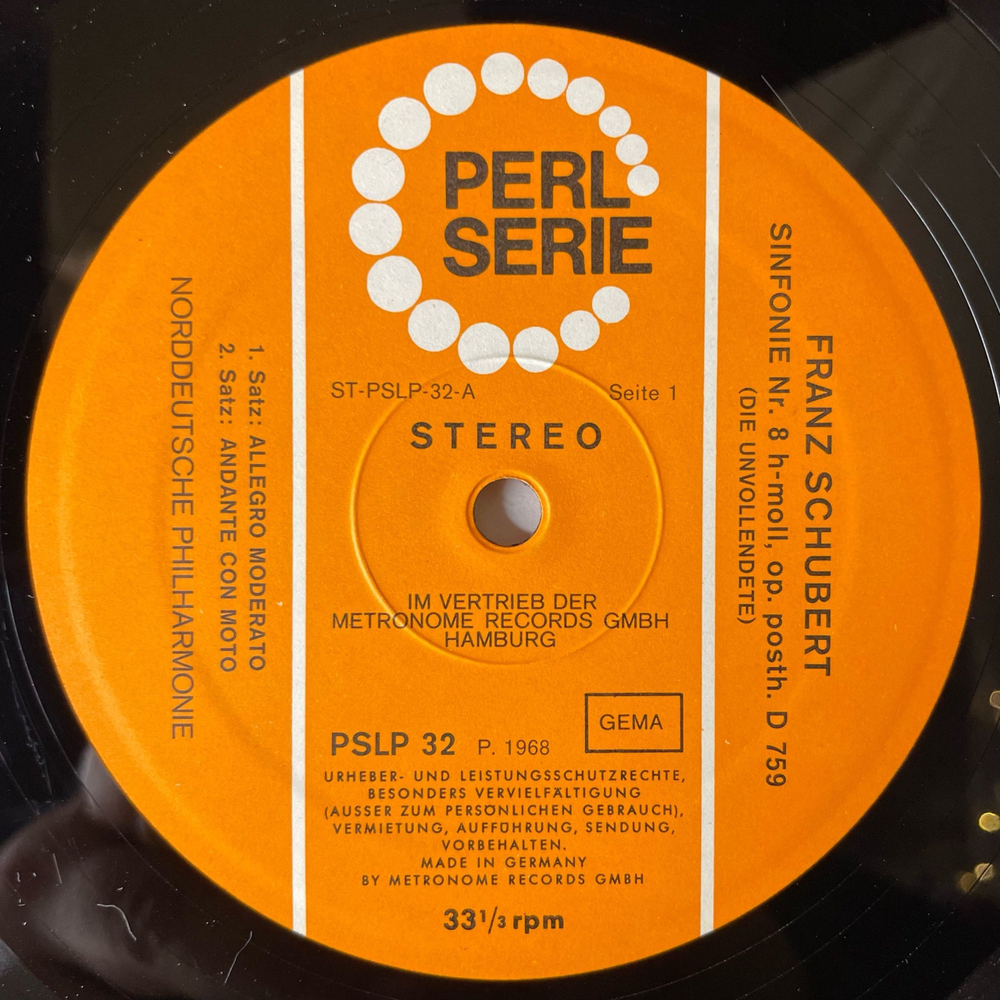 PERL
SERIE
ST-PSLP-32-A
Seite 1
STEREO
IM VERTRIEB DER
METRONOME RECORDS GMBH
HAMBURG
GEMA
PSLP 32 P. 1968
URHEBER- UND LEISTUNGSSCHUTZRECHTE,
BESONDERS VERVIELFÄLTIGUNG
(AUSSER ZUM PERSÖNLICHEN GEBRAUCH),
VERMIETUNG, AUFFÜHRUNG, SENDUNG,
VORBEHALTEN.
MADE IN GERMANY
BY METRONOME RECORDS GMBH
33 1/3 rpm
FRANZ SCHUBERT
SINFONIE Nr. 8 h-moll, op. posth. D 759
(DIE UNVOLLENDETE)
1. Satz: ALLEGRO MODERATO
2. Satz: ANDANTE CON MOTO
NORDDEUTSCHE PHILHARMONIE